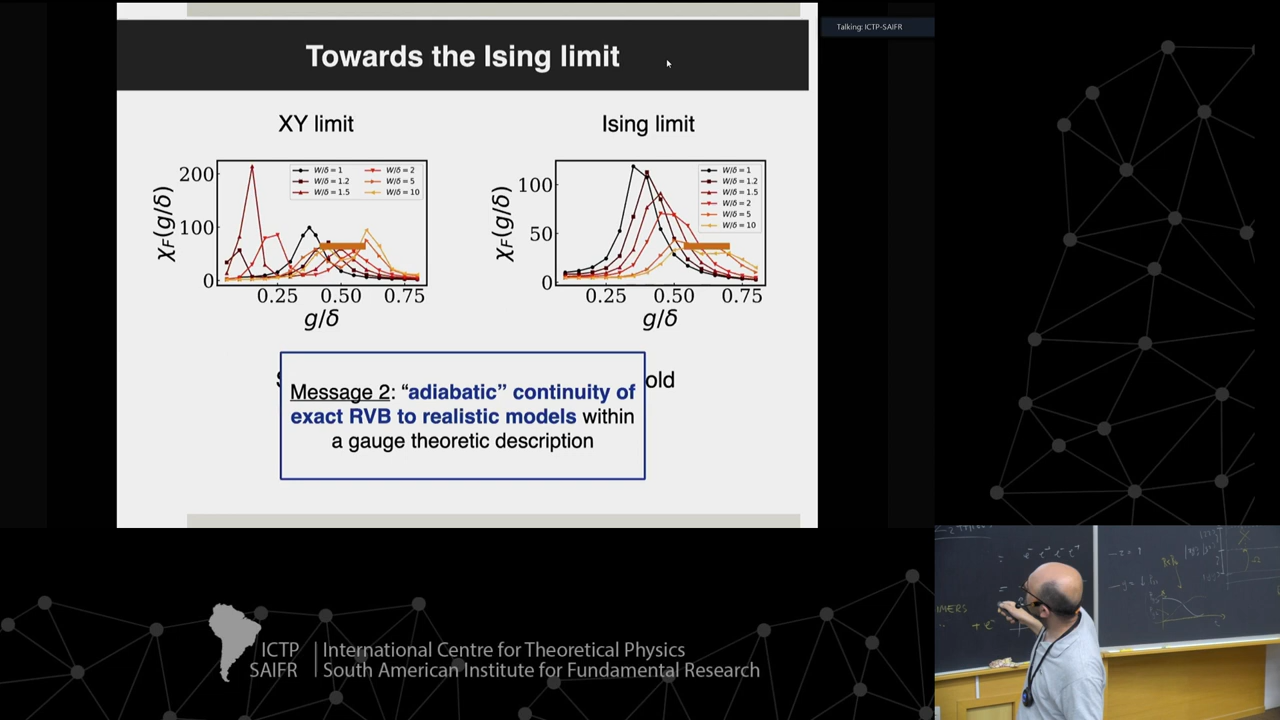 Talking: ICTP-SAIFR
Towards the Ising limit
XY limit
Ising limit
χF(g/δ)
200
100
0
W/δ = 1
W/δ = 1.2
W/δ = 1.5
W/δ = 2
W/δ = 5
W/δ = 10
0.25 0.50 0.75
g/δ
χF(g/δ)
100
50
0
W/δ = 1
W/δ = 1.2
W/δ = 1.5
W/δ = 2
W/δ = 5
W/δ = 10
0.25 0.50 0.75
g/δ
old
Message 2: “adiabatic” continuity of
exact RVB to realistic models within
a gauge theoretic description
IMERS
ICTP
SAIFR
International Centre for Theoretical Physics
South American Institute for Fundamental Research